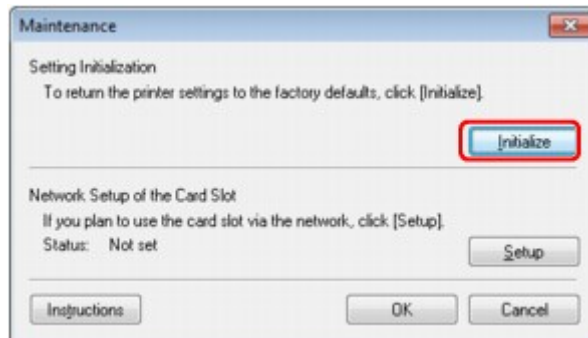 Maintenance
Setting Initialization
To return the printer settings to the factory defaults, click [Initialize].
Initialize
Network Setup of the Card Slot
If you plan to use the card slot via the network, click [Setup].
Status: Not set
Setup
Instructions OK Cancel